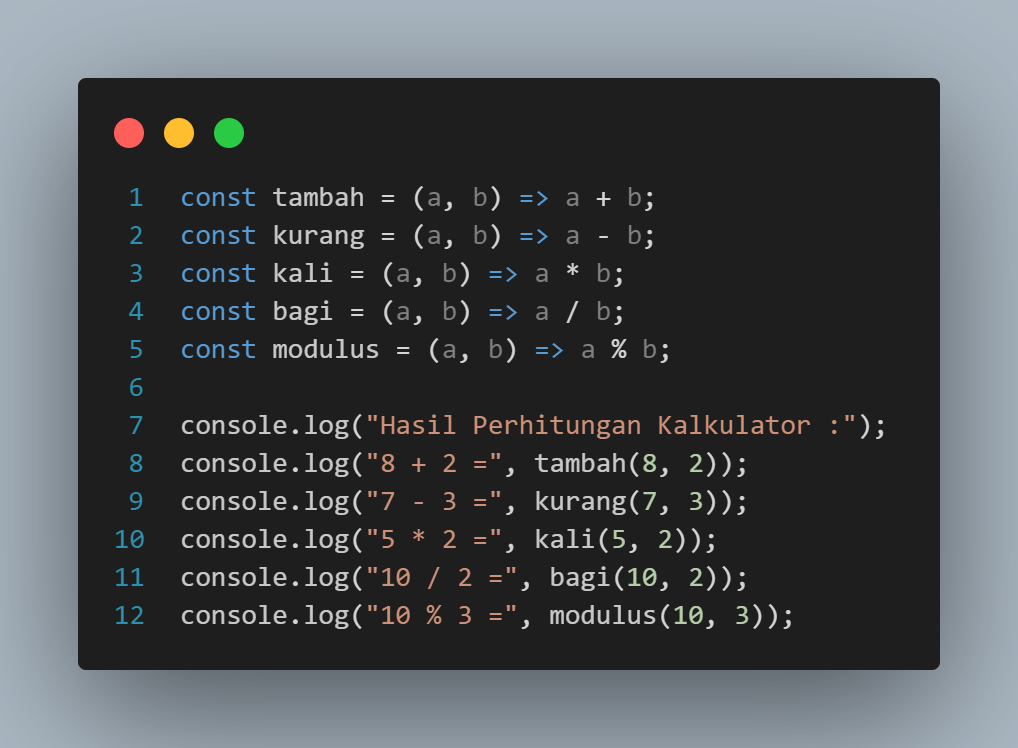 1 const tambah = (a, b) => a + b;
2 const kurang = (a, b) => a - b;
3 const kali = (a, b) => a * b;
4 const bagi = (a, b) => a / b;
5 const modulus = (a, b) => a % b;
6
7 console.log("Hasil Perhitungan Kalkulator :");
8 console.log("8 + 2 =", tambah(8, 2));
9 console.log("7 - 3 =", kurang(7, 3));
10 console.log("5 * 2 =", kali(5, 2));
11 console.log("10 / 2 =", bagi(10, 2));
12 console.log("10 % 3 =", modulus(10, 3));